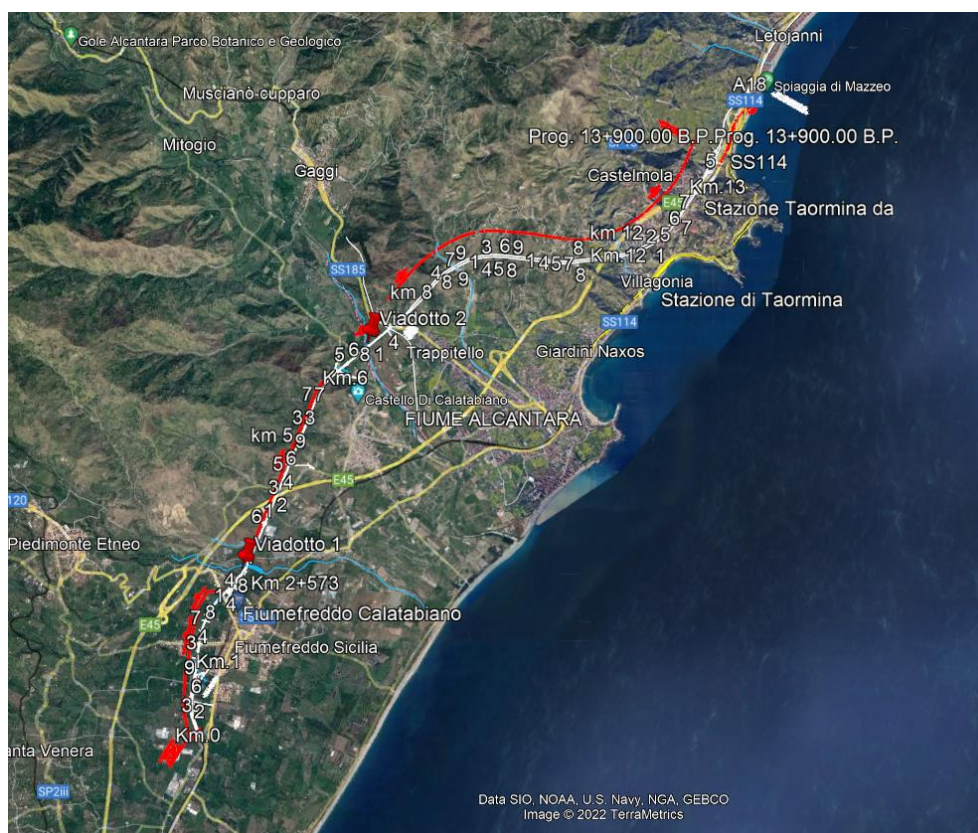 Letojanni
Gole Alcantara Parco Botanico e Geologico
A18
Spiaggia di Mazzeo
Muscianò-cupparo
SS114
Prog. 13+900.00 B.P.Prog. 13+900.00 B.P.
Mitogio
5
SS114
Gaggi
Castelmola
Km.13
7
E45
Stazione Taormina da
6
7
km 12
2
5
3 6 9
8
7 9
1
4 5 8
1 4 5 7
Km.12
1
4
8 9
8
SS185
Villagonia
km 8
Stazione di Taormina
Viadotto 2
SS114
4
5 6 8 1
Trappitello
Giardini Naxos
Km.6
7 7
Castello Di Calatabiano
3 3
FIUME ALCANTARA
km 5
9
5 6
E45
3 4
120
1 2
6
Piedimonte Etneo
Viadotto 1
4
8
Km 2+573
1
4
7 8
Fiumefreddo Calatabiano
E45
3 4
Fiumefreddo Sicilia
9
Km.1
6
3
2
Km.0
anta Venera
SP2iii
Data SIO, NOAA, U.S. Navy, NGA, GEBCO
Image © 2022 TerraMetrics